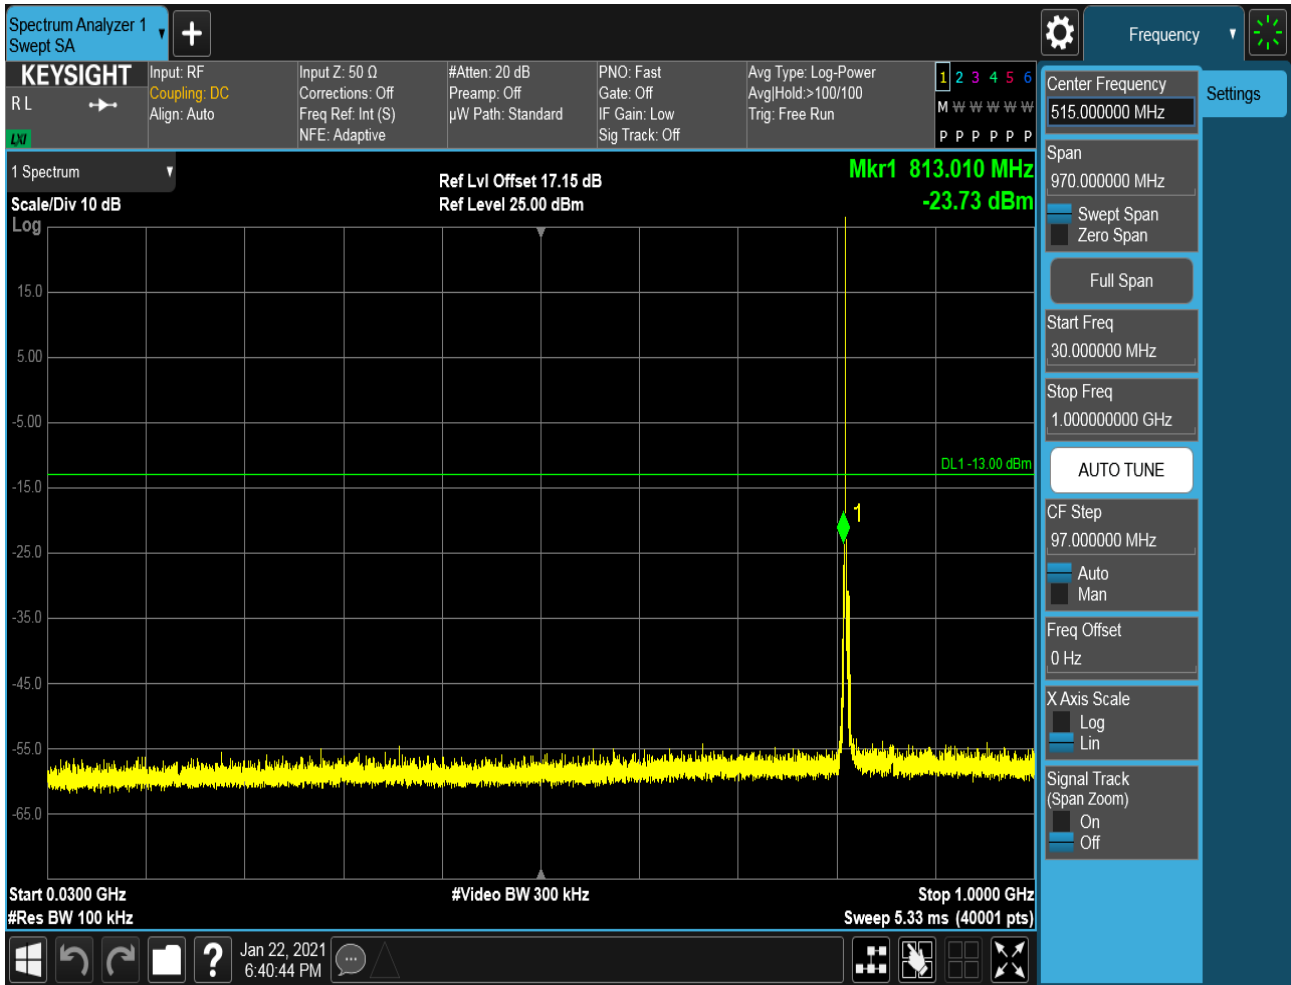 Spectrum Analyzer 1
Swept SA
Frequency
KEYSIGHT
R L
LXI
Input: RF
Coupling: DC
Align: Auto
Input Z: 50 Ω
Corrections: Off
Freq Ref: Int (S)
NFE: Adaptive
#Atten: 20 dB
Preamp: Off
µW Path: Standard
PNO: Fast
Gate: Off
IF Gain: Low
Sig Track: Off
Avg Type: Log-Power
Avg|Hold:>100/100
Trig: Free Run
1 2 3 4 5 6
M W W W W W
P P P P P P
1 Spectrum
Scale/Div 10 dB
Log
Ref Lvl Offset 17.15 dB
Ref Level 25.00 dBm
Mkr1 813.010 MHz
-23.73 dBm
15.0
5.00
-5.00
DL1 -13.00 dBm
-15.0
1
-25.0
-35.0
-45.0
-55.0
-65.0
Start 0.0300 GHz
#Video BW 300 kHz
Stop 1.0000 GHz
#Res BW 100 kHz
Sweep 5.33 ms (40001 pts)
?
Jan 22, 2021
6:40:44 PM
Center Frequency
515.000000 MHz
Settings
Span
970.000000 MHz
Swept Span
Zero Span
Full Span
Start Freq
30.000000 MHz
Stop Freq
1.000000000 GHz
AUTO TUNE
CF Step
97.000000 MHz
Auto
Man
Freq Offset
0 Hz
X Axis Scale
Log
Lin
Signal Track
(Span Zoom)
On
Off